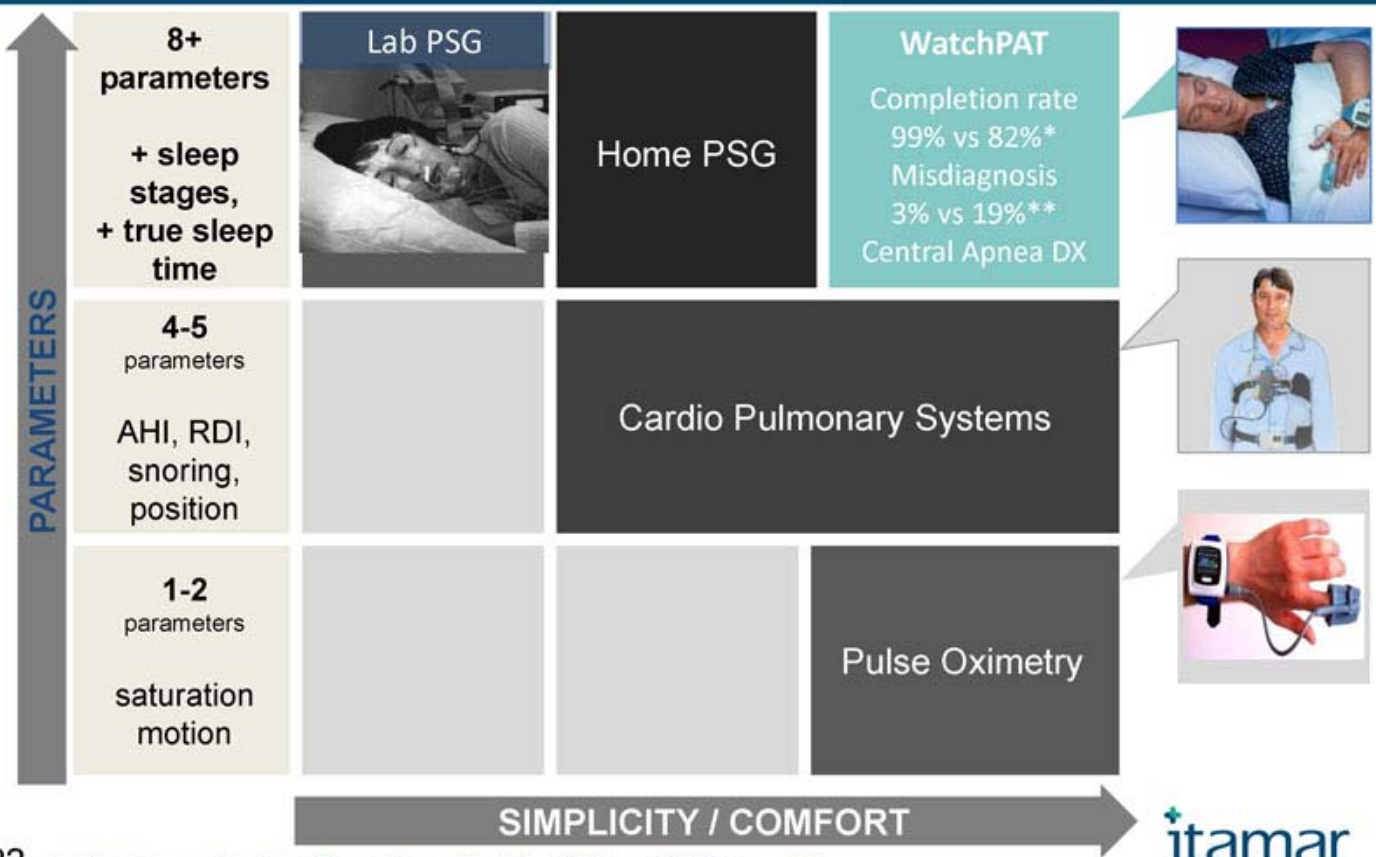 8+
parameters
+ sleep
stages,
+ true sleep
time
Lab PSG
Home PSG
WatchPAT
Completion rate
99% vs 82%*
Misdiagnosis
3% vs 19%**
Central Apnea DX
PARAMETERS
4-5
parameters
AHI, RDI,
snoring,
position
Cardio Pulmonary Systems
1-2
parameters
saturation
motion
Pulse Oximetry
SIMPLICITY / COMFORT
itamar